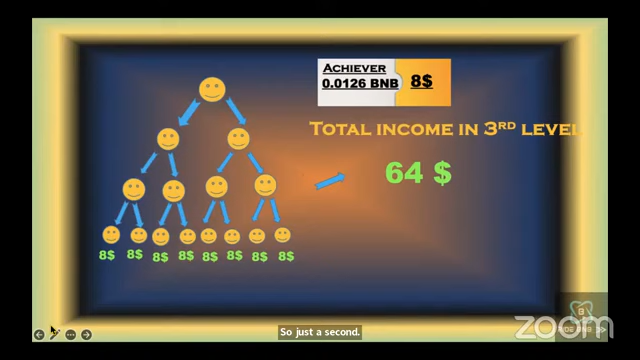 ACHIEVER
0.0126 BNB 8$
TOTAL INCOME IN 3RD LEVEL
64 $
8$ 8$ 8$ 8$ 8$ 8$ 8$ 8$
zoom
So just a second.